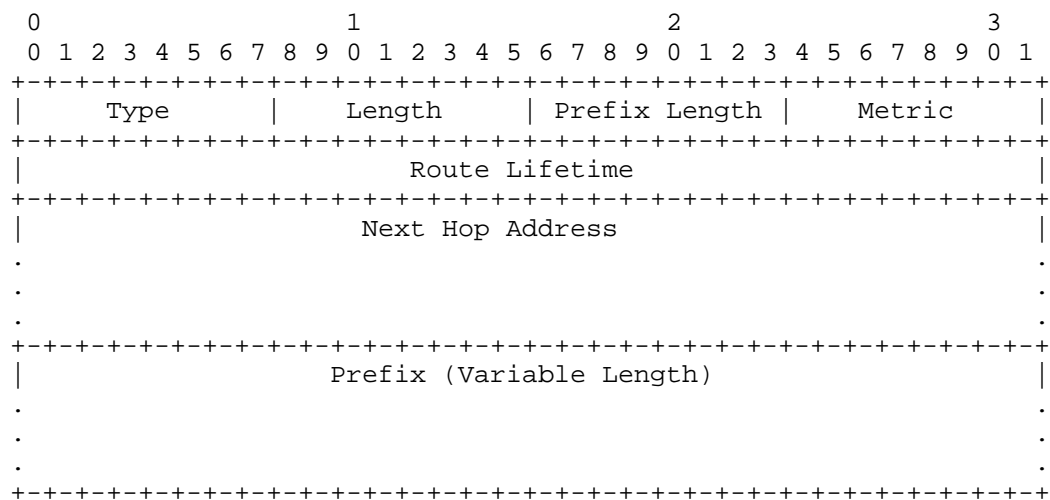 0                   1                   2                   3
 0 1 2 3 4 5 6 7 8 9 0 1 2 3 4 5 6 7 8 9 0 1 2 3 4 5 6 7 8 9 0 1
+-+-+-+-+-+-+-+-+-+-+-+-+-+-+-+-+-+-+-+-+-+-+-+-+-+-+-+-+-+-+-+-+
|     Type      |    Length     | Prefix Length |    Metric     |
+-+-+-+-+-+-+-+-+-+-+-+-+-+-+-+-+-+-+-+-+-+-+-+-+-+-+-+-+-+-+-+-+
|                        Route Lifetime                         |
+-+-+-+-+-+-+-+-+-+-+-+-+-+-+-+-+-+-+-+-+-+-+-+-+-+-+-+-+-+-+-+-+
|                     Next Hop Address                          |
.                                                               .
.                                                               .
.                                                               .
+-+-+-+-+-+-+-+-+-+-+-+-+-+-+-+-+-+-+-+-+-+-+-+-+-+-+-+-+-+-+-+-+
|                   Prefix (Variable Length)                    |
.                                                               .
.                                                               .
.                                                               .
+-+-+-+-+-+-+-+-+-+-+-+-+-+-+-+-+-+-+-+-+-+-+-+-+-+-+-+-+-+-+-+-+